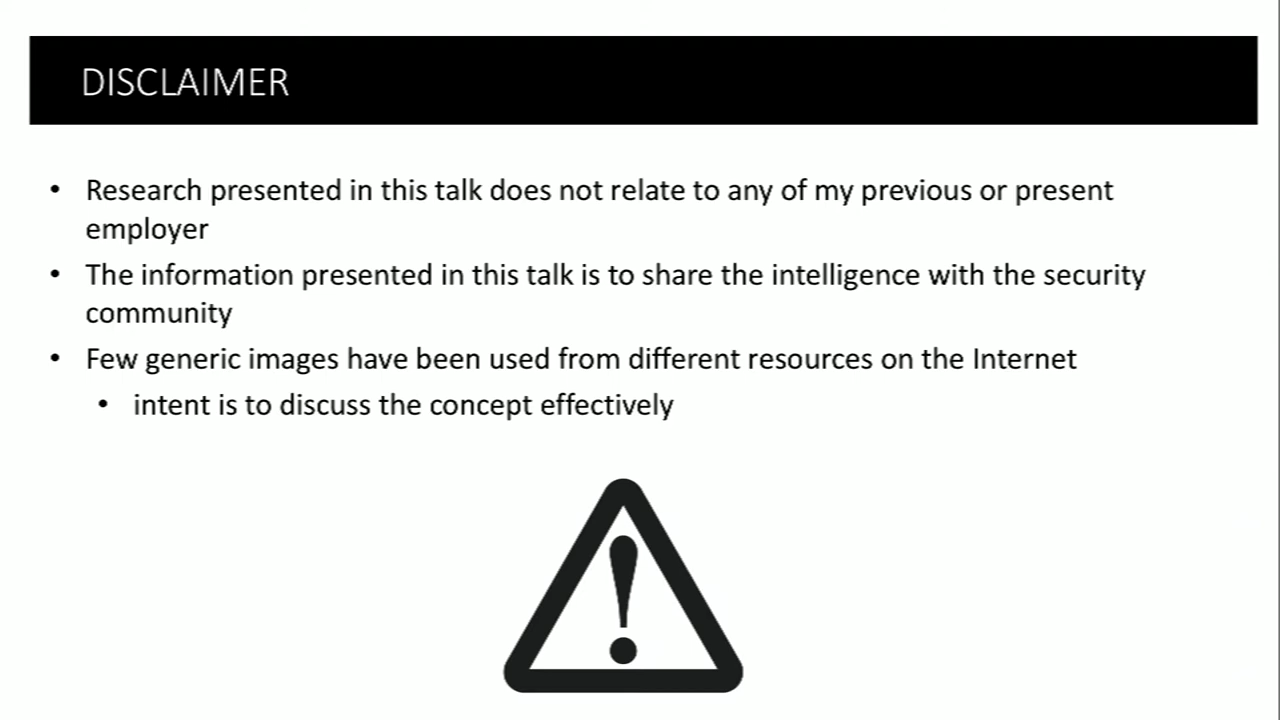 DISCLAIMER
• Research presented in this talk does not relate to any of my previous or present
employer
• The information presented in this talk is to share the intelligence with the security
community
• Few generic images have been used from different resources on the Internet
• intent is to discuss the concept effectively
!